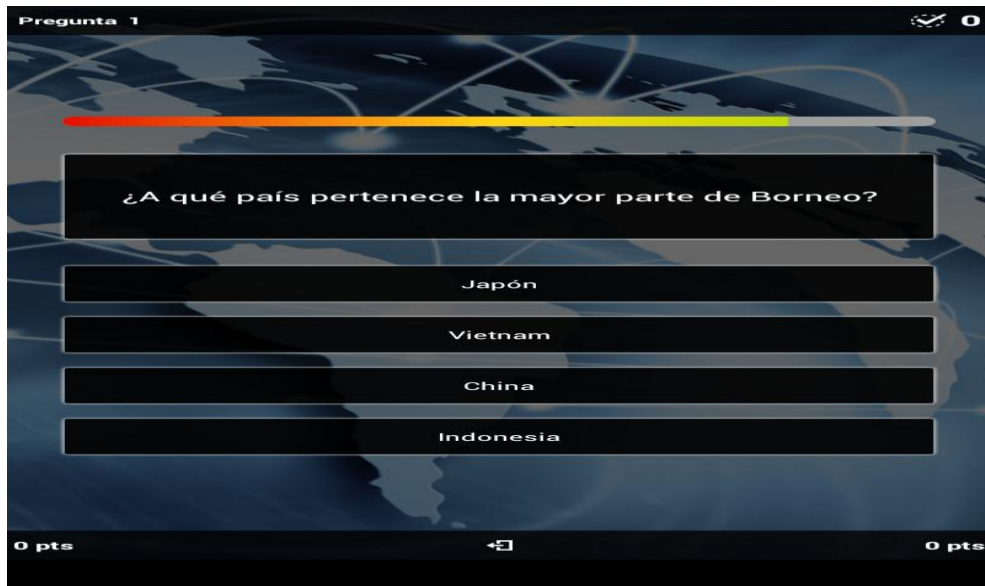 Pregunta 1
0
¿A qué país pertenece la mayor parte de Borneo?
Japón
Vietnam
China
Indonesia
0 pts
0 pts